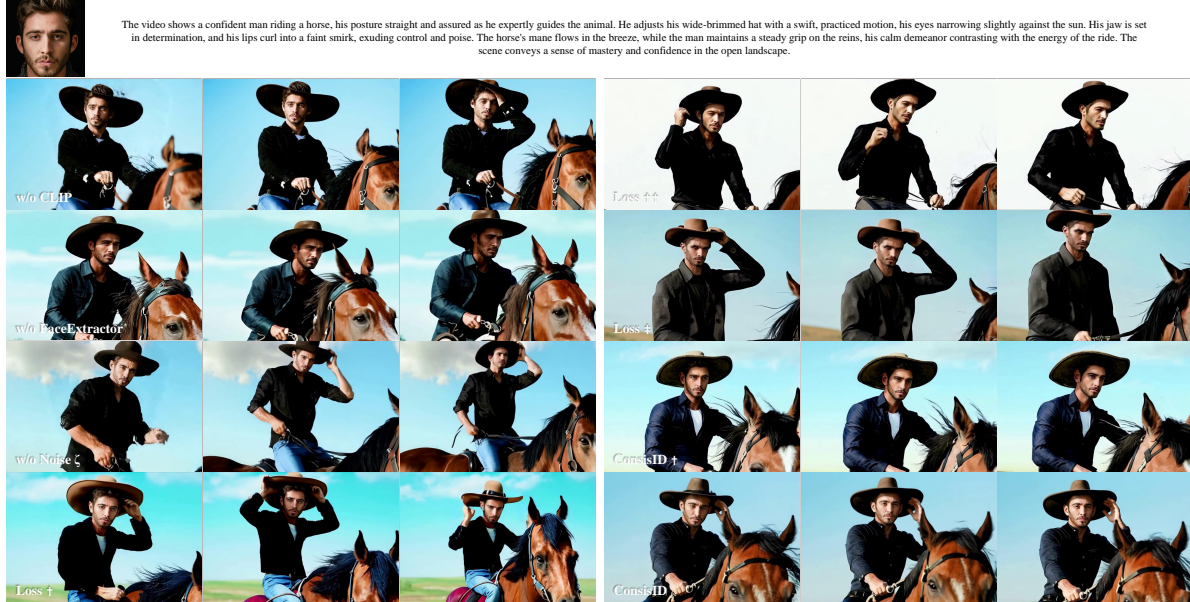 The video shows a confident man riding a horse, his posture straight and assured as he expertly guides the animal. He adjusts his wide-brimmed hat with a swift, practiced motion, his eyes narrowing slightly against the sun. His jaw is set
in determination, and his lips curl into a faint smirk, exuding control and poise. The horse's mane flows in the breeze, while the man maintains a steady grip on the reins, his calm demeanor contrasting with the energy of the ride. The
scene conveys a sense of mastery and confidence in the open landscape.
w/o CLIP
Loss ††
w/o FaceExtractor
Loss ‡
w/o Noise ζ
ConsisID †
Loss †
ConsisID